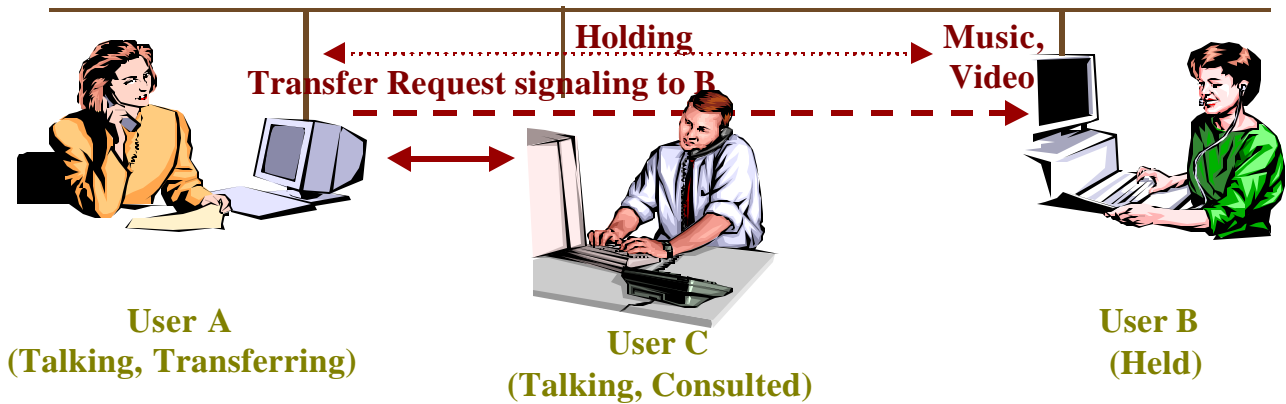 Holding
Music,
Video
Transfer Request signaling to B
User A
(Talking, Transferring)
User C
(Talking, Consulted)
User B
(Held)